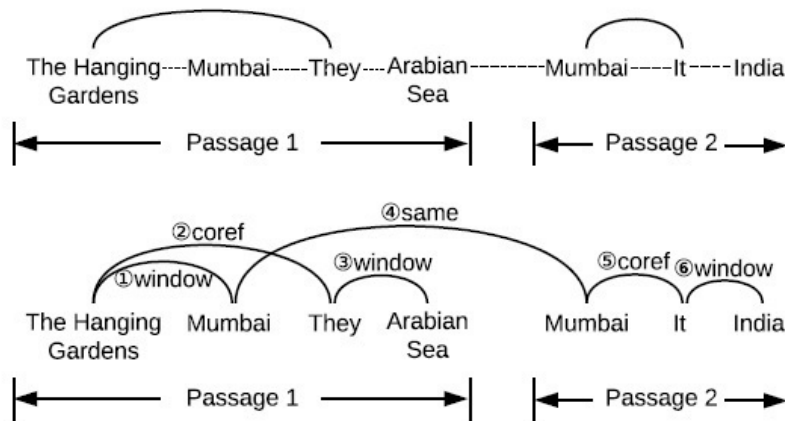 The Hanging Gardens Mumbai They Arabian Sea Mumbai It India
Passage 1 Passage 2
④same
②coref
⑤coref ⑥window
③window
①window
The Hanging Gardens Mumbai They Arabian Sea Mumbai It India
Passage 1 Passage 2